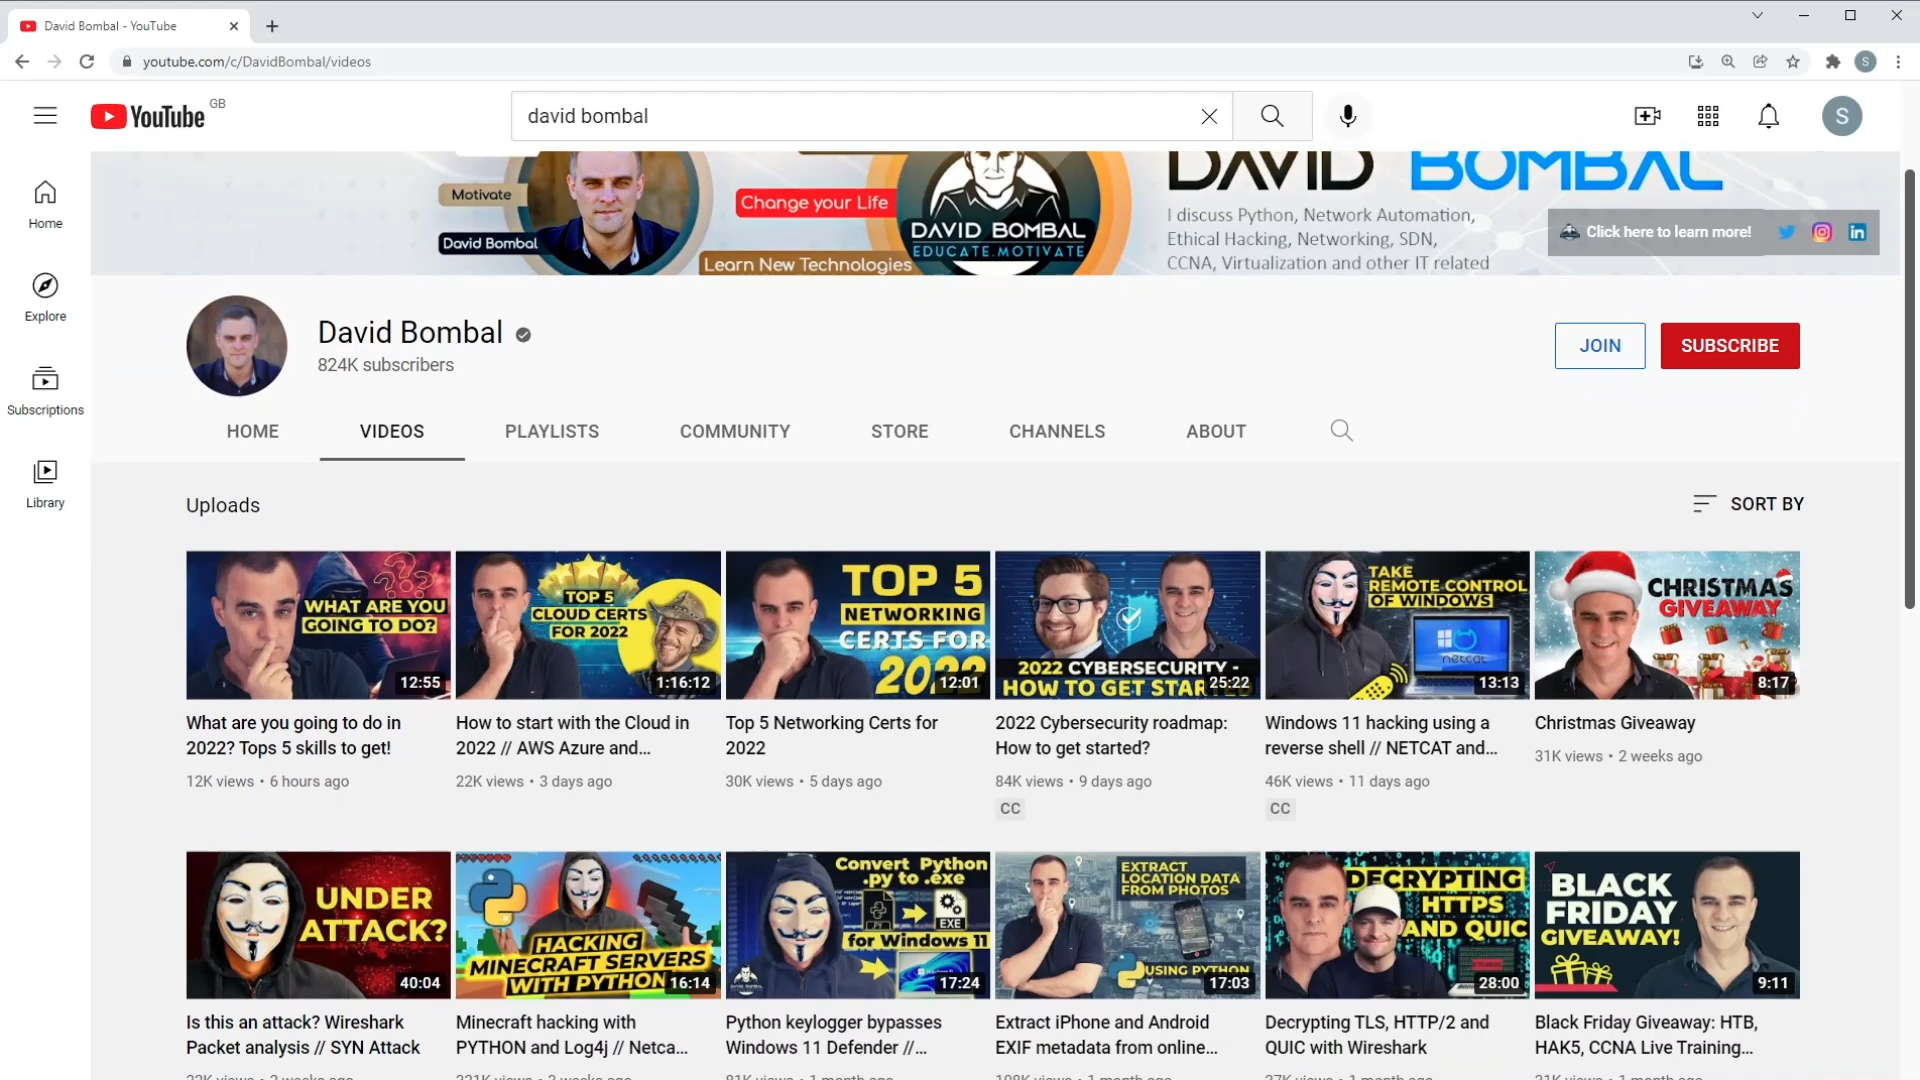 David Bombal - YouTube
youtube.com/c/DavidBombal/videos
S
YouTube GB
david bombal
S
Home
Explore
Subscriptions
Library
Motivate
David Bombal
Change your Life
Learn New Technologies
DAVID BOMBAL
EDUCATE.MOTIVATE
DAVID BOMBAL
I discuss Python, Network Automation,
Ethical Hacking, Networking, SDN,
CCNA, Virtualization and other IT related
Click here to learn more!
David Bombal
824K subscribers
JOIN
SUBSCRIBE
HOME
VIDEOS
PLAYLISTS
COMMUNITY
STORE
CHANNELS
ABOUT
Uploads
SORT BY
WHAT ARE YOU
GOING TO DO?
12:55
TOP 5
CLOUD CERTS
FOR 2022
1:16:12
TOP 5
NETWORKING
CERTS FOR
2022
12:01
2022 CYBERSECURITY -
HOW TO GET
25:22
TAKE
REMOTE CONTROL
OF WINDOWS
netcat
13:13
CHRISTMAS
GIVEAWAY
8:17
What are you going to do in
2022? Tops 5 skills to get!
12K views • 6 hours ago
How to start with the Cloud in
2022 // AWS Azure and...
22K views • 3 days ago
Top 5 Networking Certs for
2022
30K views • 5 days ago
2022 Cybersecurity roadmap:
How to get started?
84K views • 9 days ago
CC
Windows 11 hacking using a
reverse shell // NETCAT and...
46K views • 11 days ago
CC
Christmas Giveaway
31K views • 2 weeks ago
UNDER
ATTACK?
40:04
HACKING
MINECRAFT SERVERS
WITH PYTHON
16:14
Convert Python
.py to .exe
EXE
for Windows 11
17:24
EXTRACT
LOCATION DATA
FROM PHOTOS
USING PYTHON
17:03
DECRYPTING
HTTPS
AND QUIC
28:00
BLACK
FRIDAY
GIVEAWAY!
9:11
Is this an attack? Wireshark
Packet analysis // SYN Attack
Minecraft hacking with
PYTHON and Log4j // Netca...
Python keylogger bypasses
Windows 11 Defender //...
Extract iPhone and Android
EXIF metadata from online...
Decrypting TLS, HTTP/2 and
QUIC with Wireshark
Black Friday Giveaway: HTB,
HAK5, CCNA Live Training...